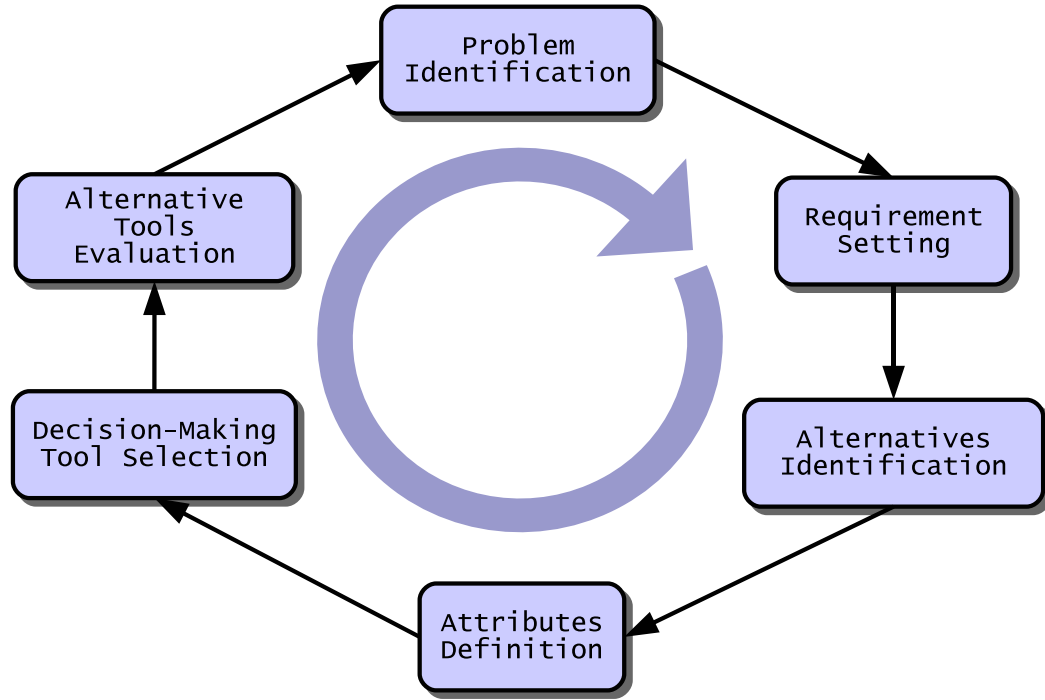 Problem
Identification
Requirement
Setting
Alternatives
Identification
Attributes
Definition
Decision-Making
Tool Selection
Alternative
Tools
Evaluation